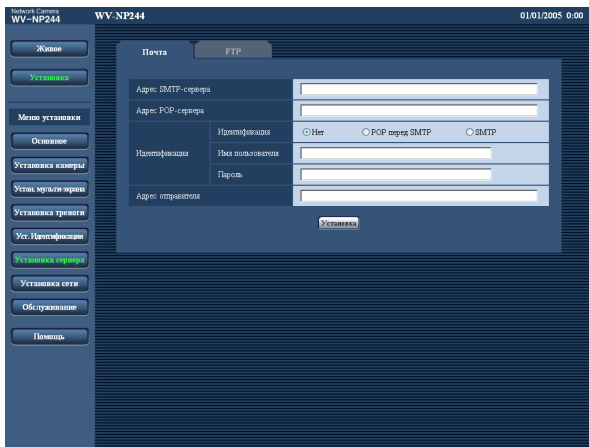 Network Camera
WV-NP244
WV-NP244
01/01/2005 0:00
Живое
Установка
Меню установки
Основное
Установка камеры
Устан. мульти-экрана
Установка тревоги
Уст. Идентификации
Установка сервера
Установка сети
Обслуживание
Помощь
Почта
FTP
Адрес SMTP-сервера
Адрес POP-сервера
Идентификация
Идентификация
Нет
POP перед SMTP
SMTP
Имя пользователя
Пароль
Адрес отправителя
Установка